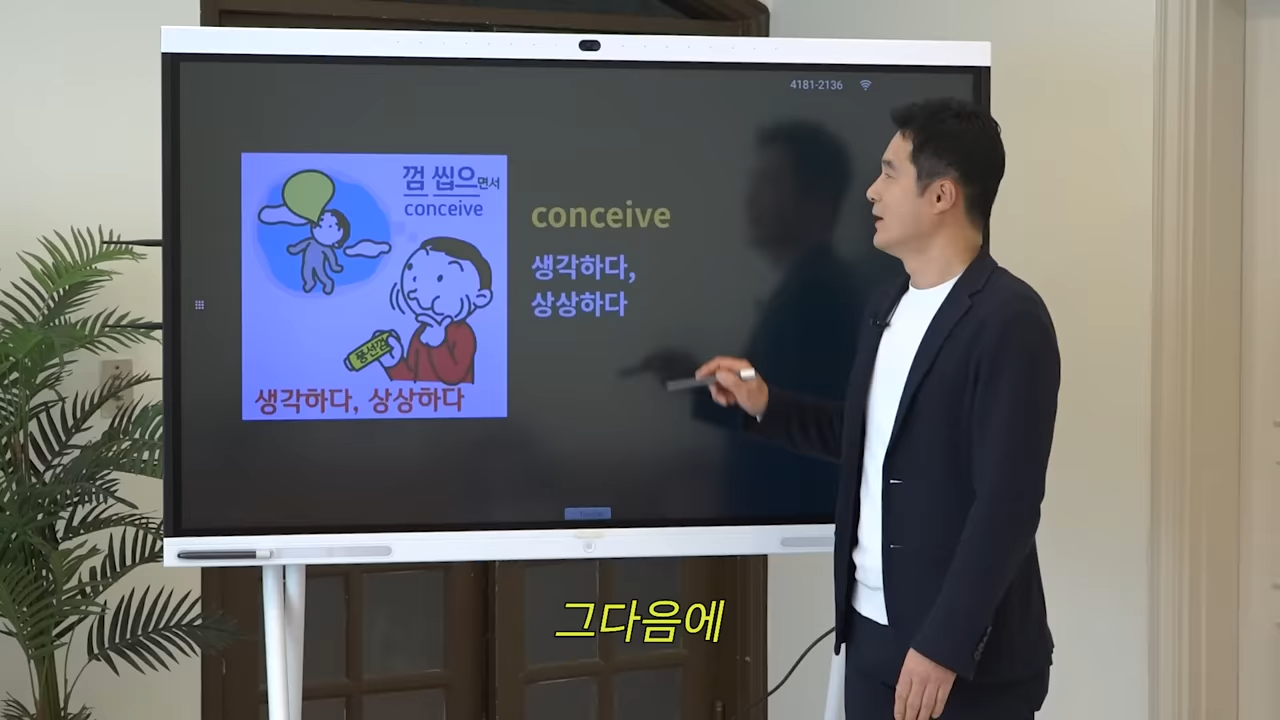 4181-2136
껌 씹으면서
conceive
풍선껌
생각하다, 상상하다
conceive
생각하다,
상상하다
그다음에